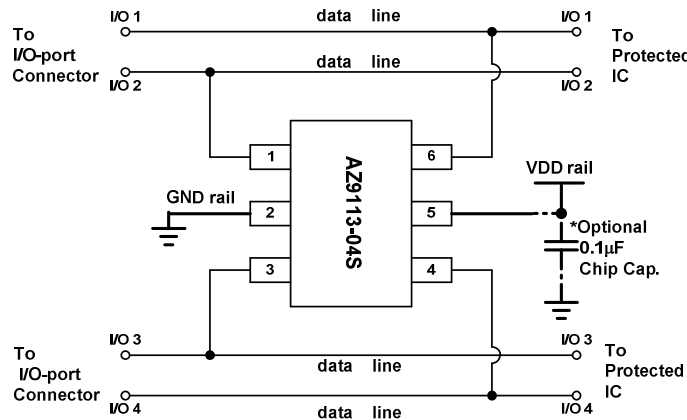 I/O 1 data line I/O 1
To
I/O-port
Connector
To
Protected
IC
I/O 2 data line I/O 2
1
6
AZ9113-04S
GND rail
2
5
VDD rail
*Optional
0.1μF
Chip Cap.
3
4
I/O 3 data line I/O 3
To
I/O-port
Connector
To
Protected
IC
I/O 4 data line I/O 4